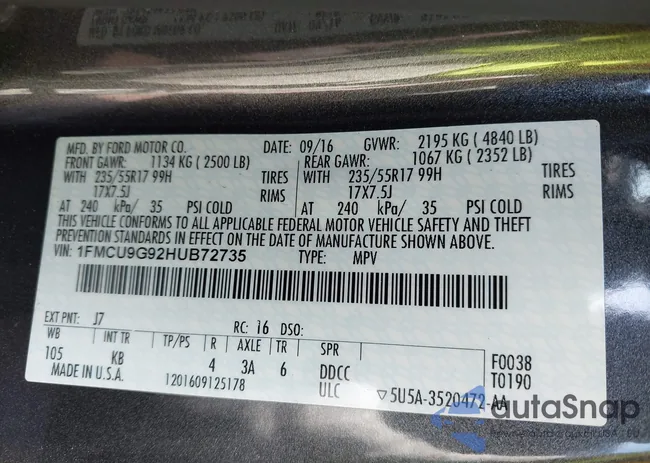 MFD. BY FORD MOTOR CO. DATE: 09/16 GVWR: 2195 KG ( 4840 LB)
FRONT GAWR: 1134 KG ( 2500 LB) REAR GAWR: 1067 KG ( 2352 LB)
WITH 235/55R17 99H TIRES WITH 235/55R17 99H TIRES
17X7.5J RIMS 17X7.5J RIMS
AT 240 kPa/ 35 PSI COLD AT 240 kPa/ 35 PSI COLD
THIS VEHICLE CONFORMS TO ALL APPLICABLE FEDERAL MOTOR VEHICLE SAFETY AND THEFT
PREVENTION STANDARDS IN EFFECT ON THE DATE OF MANUFACTURE SHOWN ABOVE.
VIN: 1FMCU9G92HUB72735 TYPE: MPV
EXT PNT: J7 RC: 16 DSO:
WB INT TR TP/PS R AXLE TR SPR F0038
105 KB 4 3A 6 DDCC T0190
MADE IN U.S.A. 1201609125178 ULC ▽5U5A-3520472-AA
autoSnap